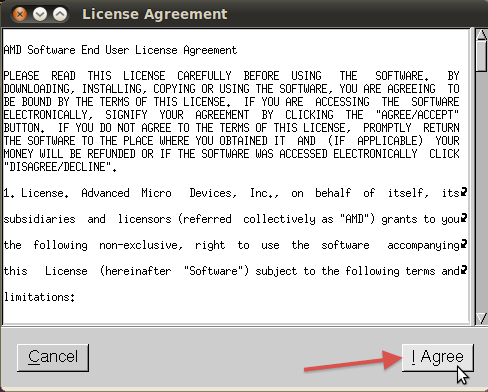 License Agreement
AMD Software End User License Agreement
PLEASE READ THIS LICENSE CAREFULLY BEFORE USING THE SOFTWARE. BY
DOWNLOADING, INSTALLING, COPYING OR USING THE SOFTWARE, YOU ARE AGREEING TO
BE BOUND BY THE TERMS OF THIS LICENSE. IF YOU ARE ACCESSING THE SOFTWARE
ELECTRONICALLY, SIGNIFY YOUR AGREEMENT BY CLICKING THE "AGREE/ACCEPT"
BUTTON. IF YOU DO NOT AGREE TO THE TERMS OF THIS LICENSE, PROMPTLY RETURN
THE SOFTWARE TO THE PLACE WHERE YOU OBTAINED IT AND (IF APPLICABLE) YOUR
MONEY WILL BE REFUNDED OR IF THE SOFTWARE WAS ACCESSED ELECTRONICALLY CLICK
"DISAGREE/DECLINE".
1. License. Advanced Micro Devices, Inc., on behalf of itself, its
subsidiaries and licensors (referred collectively as "AMD") grants to you
the following non-exclusive, right to use the software accompanying
this License (hereinafter "Software") subject to the following terms and
limitations:
Cancel
I Agree